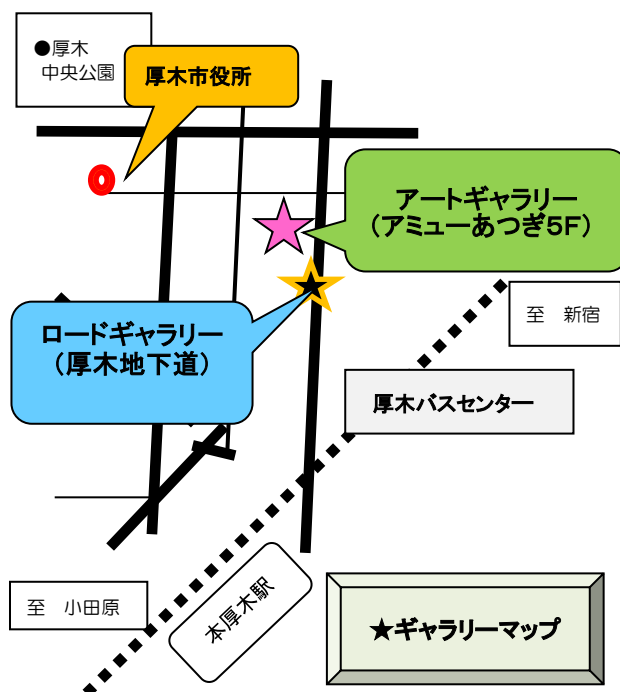 ●厚木
中央公園
厚木市役所
アートギャラリー
（アミューあつぎ5F）
ロードギャラリー
（厚木地下道）
至　新宿
厚木バスセンター
至　小田原
本厚木駅
★ギャラリーマップ